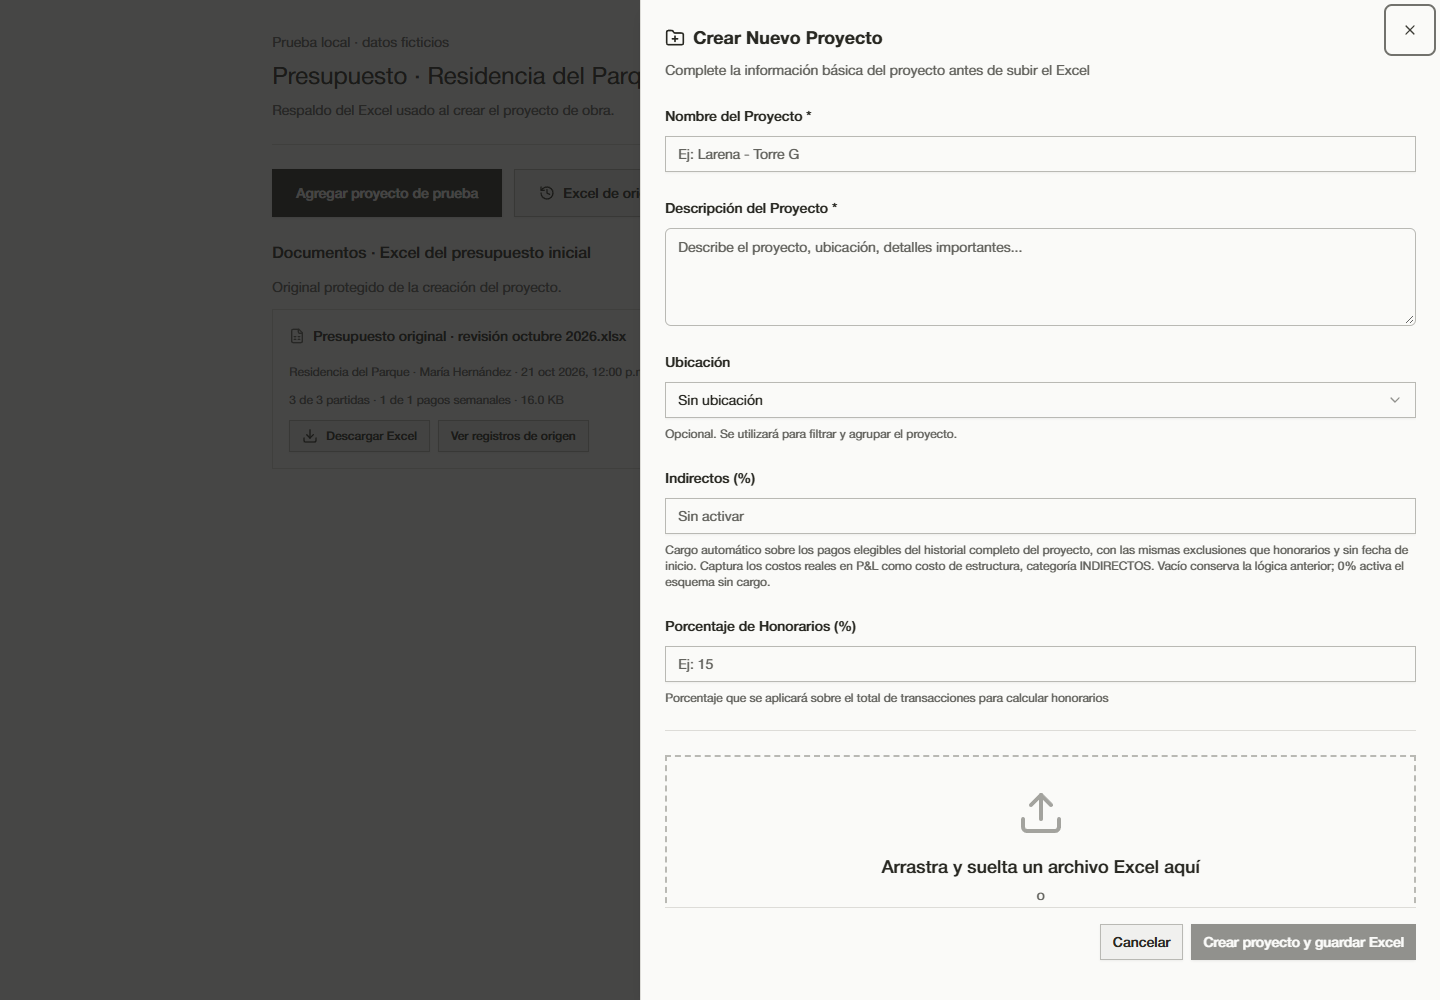 Prueba local · datos ficticios
Presupuesto · Residencia del Parq
Respaldo del Excel usado al crear el proyecto de obra.
Agregar proyecto de prueba
Excel de ori
Documentos · Excel del presupuesto inicial
Original protegido de la creación del proyecto.
Presupuesto original · revisión octubre 2026.xlsx
Residencia del Parque · María Hernández · 21 oct 2026, 12:00 p.r
3 de 3 partidas · 1 de 1 pagos semanales · 16.0 KB
Descargar Excel
Ver registros de origen
Crear Nuevo Proyecto
Complete la información básica del proyecto antes de subir el Excel
Nombre del Proyecto *
Ej: Larena - Torre G
Descripción del Proyecto *
Describe el proyecto, ubicación, detalles importantes...
Ubicación
Sin ubicación
Opcional. Se utilizará para filtrar y agrupar el proyecto.
Indirectos (%)
Sin activar
Cargo automático sobre los pagos elegibles del historial completo del proyecto, con las mismas exclusiones que honorarios y sin fecha de
inicio. Captura los costos reales en P&L como costo de estructura, categoría INDIRECTOS. Vacío conserva la lógica anterior; 0% activa el
esquema sin cargo.
Porcentaje de Honorarios (%)
Ej: 15
Porcentaje que se aplicará sobre el total de transacciones para calcular honorarios
Arrastra y suelta un archivo Excel aquí
o
Cancelar
Crear proyecto y guardar Excel